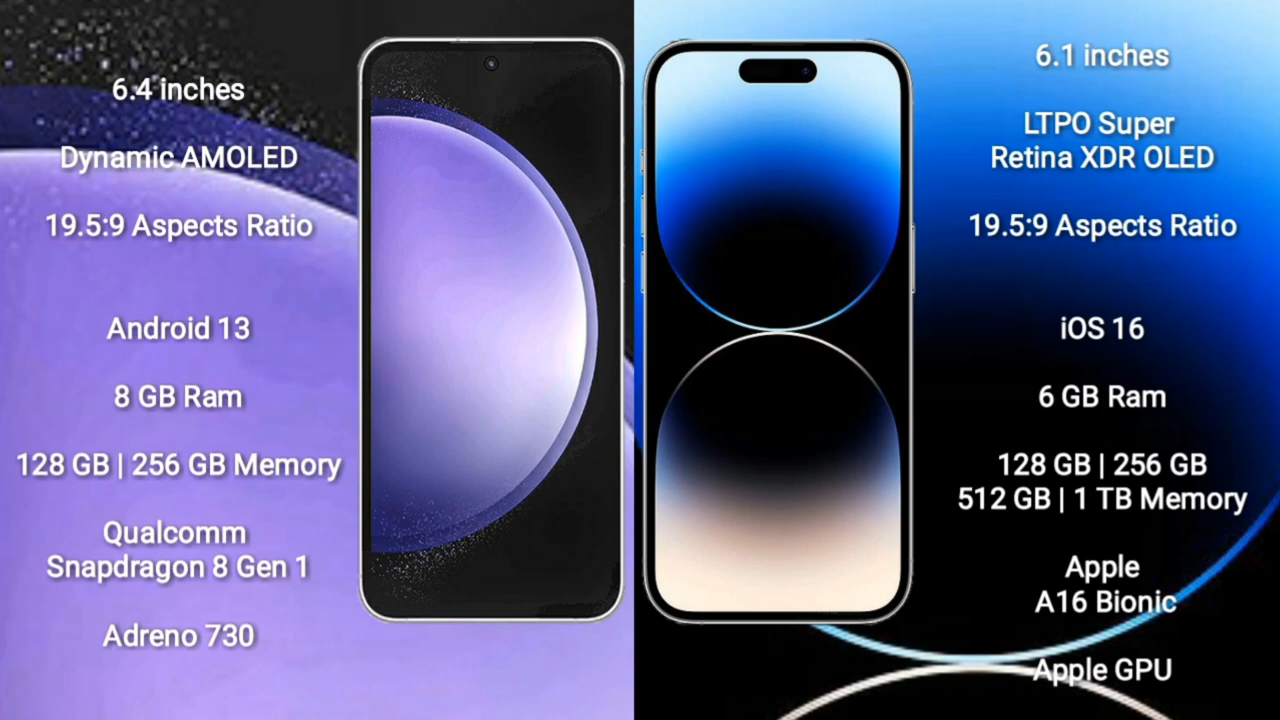 6.4 inches
Dynamic AMOLED
19.5:9 Aspects Ratio
Android 13
8 GB Ram
128 GB | 256 GB Memory
Qualcomm
Snapdragon 8 Gen 1
Adreno 730
6.1 inches
LTPO Super
Retina XDR OLED
19.5:9 Aspects Ratio
iOS 16
6 GB Ram
128 GB | 256 GB
512 GB | 1 TB Memory
Apple
A16 Bionic
Apple GPU